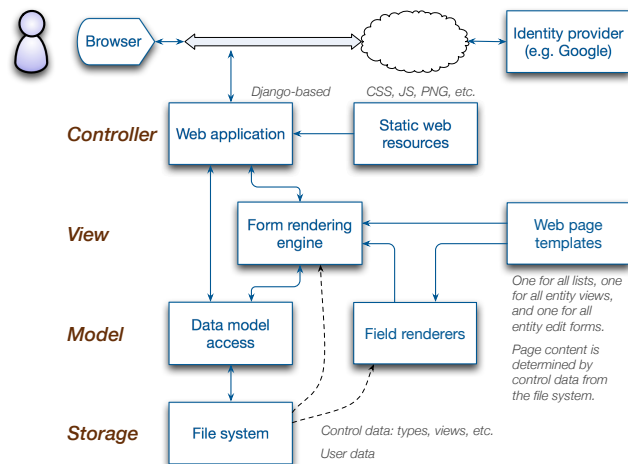 Browser
Identity provider
(e.g. Google)
Django-based
CSS, JS, PNG, etc.
Controller
Web application
Static web
resources
View
Form rendering
engine
Web page
templates
One for all lists, one
for all entity views,
and one for all
entity edit forms.
Page content is
determined by
control data from
the file system.
Model
Data model
access
Field renderers
Storage
File system
Control data: types, views, etc.
User data